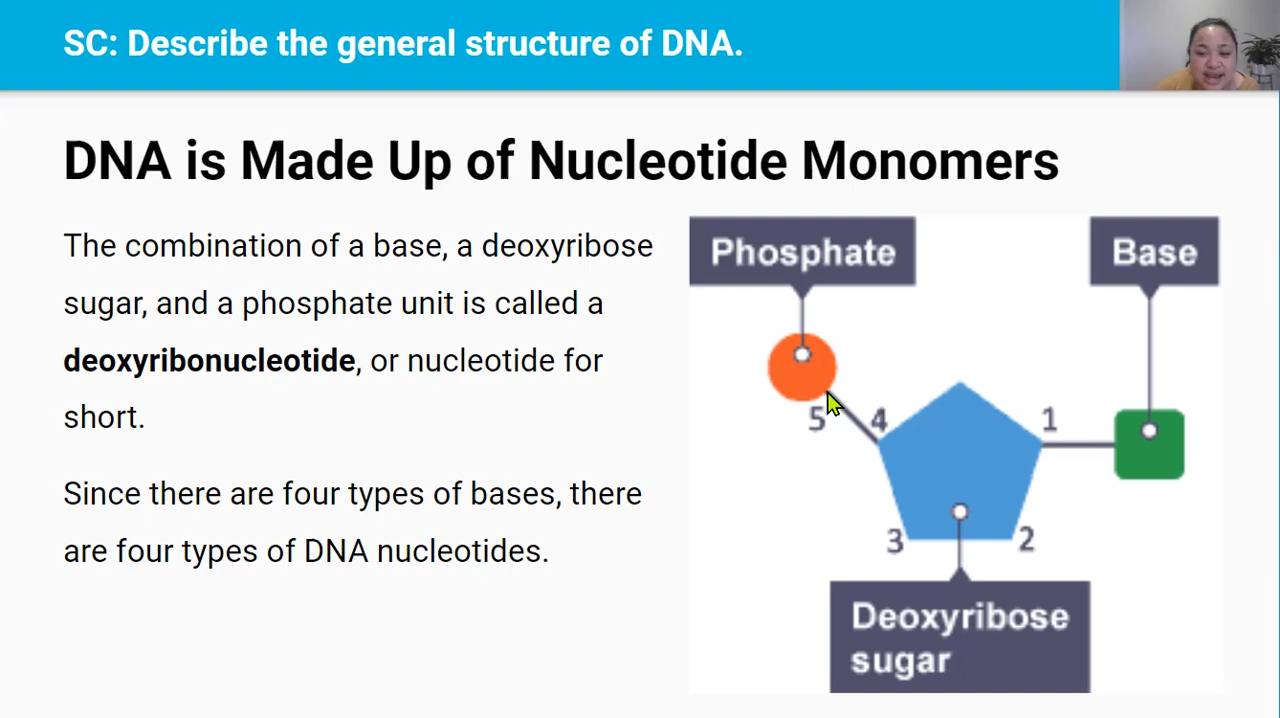 SC: Describe the general structure of DNA.
DNA is Made Up of Nucleotide Monomers
The combination of a base, a deoxyribose
sugar, and a phosphate unit is called a
deoxyribonucleotide, or nucleotide for
short.
Since there are four types of bases, there
are four types of DNA nucleotides.
Phosphate
Base
5
4
1
3
2
Deoxyribose
sugar